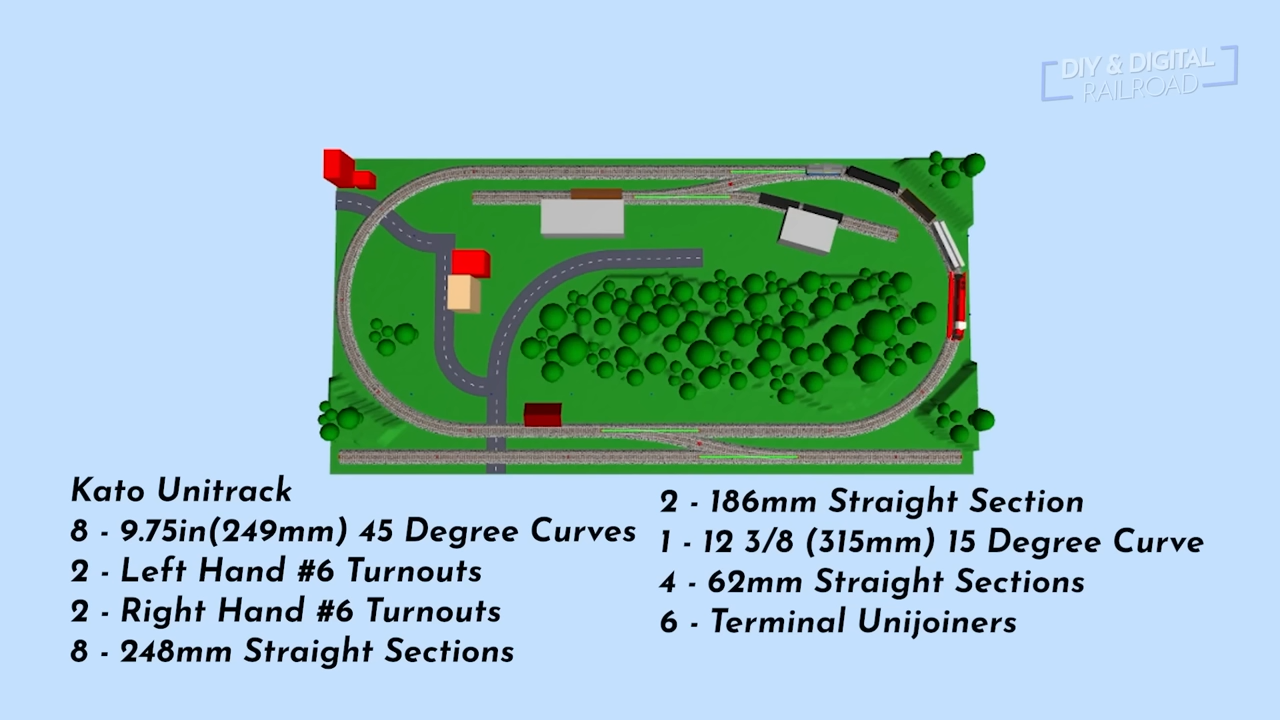 DIY & DIGITAL
RAILROAD
Kato Unitrack
8 - 9.75in(249mm) 45 Degree Curves
2 - Left Hand #6 Turnouts
2 - Right Hand #6 Turnouts
8 - 248mm Straight Sections
2 - 186mm Straight Section
1 - 12 3/8 (315mm) 15 Degree Curve
4 - 62mm Straight Sections
6 - Terminal Unijoiners